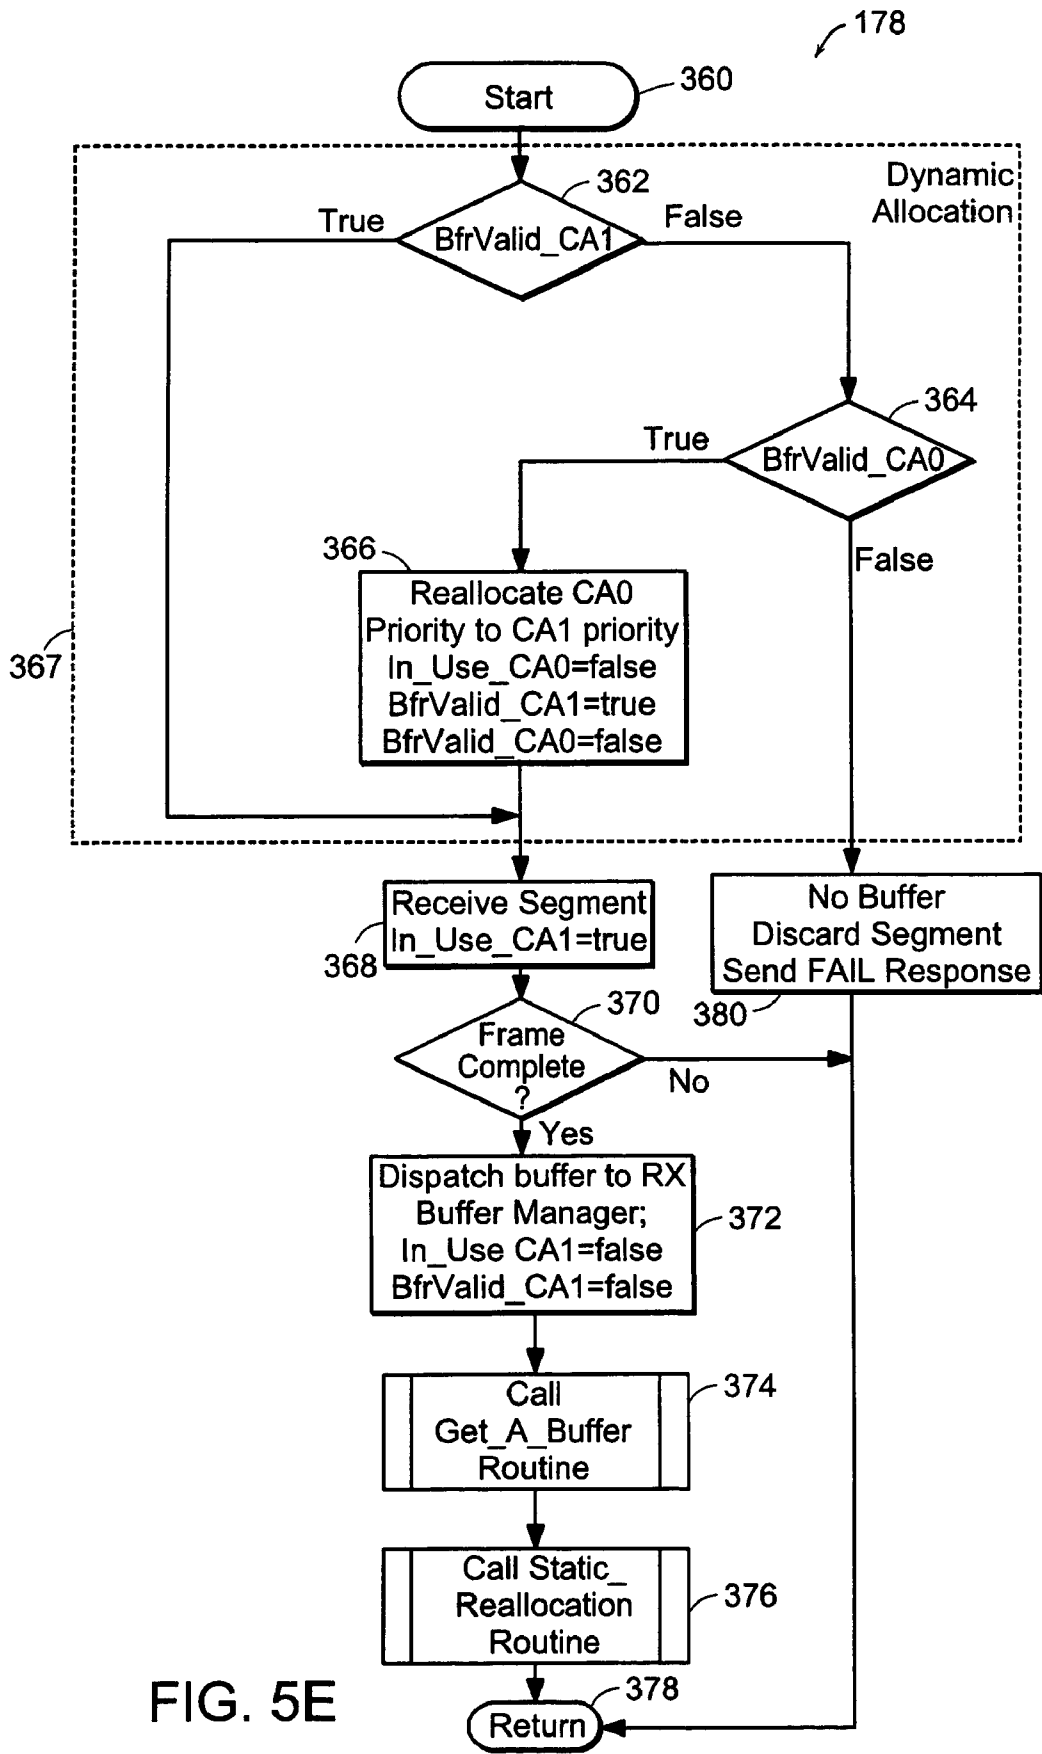 178
Start
360
Dynamic
Allocation
362
True
False
BfrValid_CA1
364
True
BfrValid_CA0
False
366
Reallocate CA0
Priority to CA1 priority
In_Use_CA0=false
BfrValid_CA1=true
BfrValid_CA0=false
367
Receive Segment
In_Use_CA1=true
368
No Buffer
Discard Segment
Send FAIL Response
380
370
Frame
Complete
?
No
Yes
Dispatch buffer to RX
Buffer Manager;
In_Use CA1=false
BfrValid_CA1=false
372
Call
Get_A_Buffer
Routine
374
Call Static_
Reallocation
Routine
376
378
Return
FIG. 5E